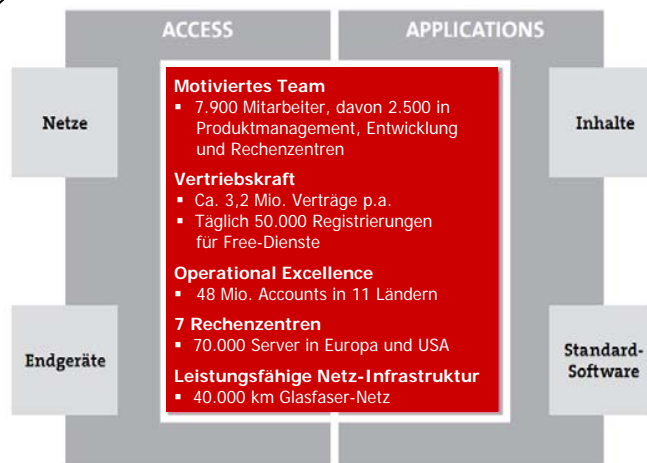 ACCESS
APPLICATIONS
Netze
Inhalte
Motiviertes Team
▪ 7.900 Mitarbeiter, davon 2.500 in
Produktmanagement, Entwicklung
und Rechenzentren
Vertriebskraft
▪ Ca. 3,2 Mio. Verträge p.a.
▪ Täglich 50.000 Registrierungen
für Free-Dienste
Operational Excellence
▪ 48 Mio. Accounts in 11 Ländern
7 Rechenzentren
▪ 70.000 Server in Europa und USA
Leistungsfähige Netz-Infrastruktur
▪ 40.000 km Glasfaser-Netz
Endgeräte
Standard-
Software